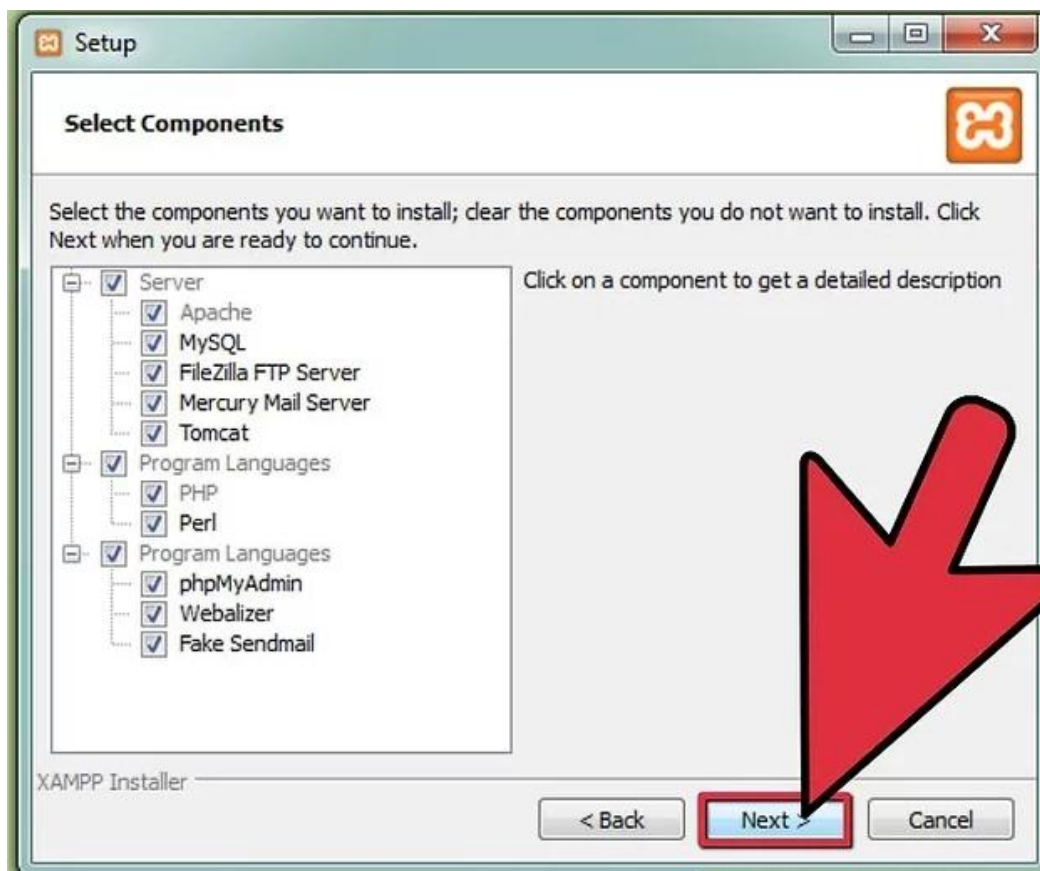 Setup
Select Components
Select the components you want to install; clear the components you do not want to install. Click
Next when you are ready to continue.
Server
Apache
MySQL
FileZilla FTP Server
Mercury Mail Server
Tomcat
Program Languages
PHP
Perl
Program Languages
phpMyAdmin
Webalizer
Fake Sendmail
Click on a component to get a detailed description
XAMPP Installer
< Back
Next >
Cancel